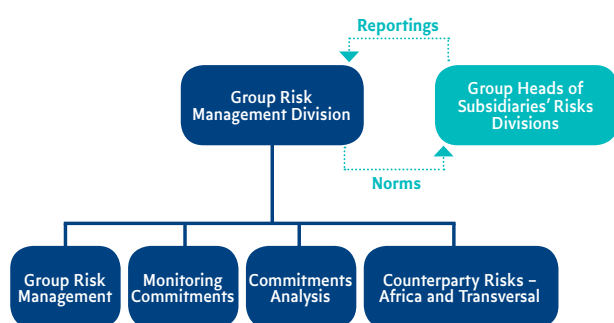 Reportings
Group Risk
Management Division
Group Heads of
Subsidiaries’ Risks
Divisions
Norms
Group Risk
Management
Monitoring
Commitments
Commitments
Analysis
Counterparty Risks –
Africa and Transversal